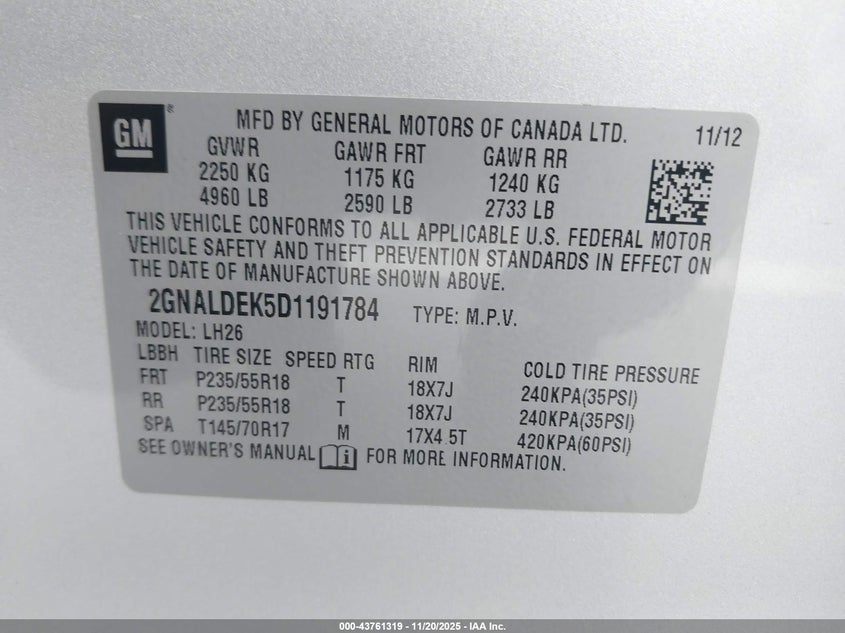 GM ®
MFD BY GENERAL MOTORS OF CANADA LTD. 11/12
GVWR GAWR FRT GAWR RR
2250 KG 1175 KG 1240 KG
4960 LB 2590 LB 2733 LB
THIS VEHICLE CONFORMS TO ALL APPLICABLE U.S. FEDERAL MOTOR
VEHICLE SAFETY AND THEFT PREVENTION STANDARDS IN EFFECT ON
THE DATE OF MANUFACTURE SHOWN ABOVE.
2GNALDEK5D1191784 TYPE: M.P.V.
MODEL: LH26
LBBH TIRE SIZE SPEED RTG RIM COLD TIRE PRESSURE
FRT P235/55R18 T 18X7J 240KPA(35PSI)
RR P235/55R18 T 18X7J 240KPA(35PSI)
SPA T145/70R17 M 17X4.5T 420KPA(60PSI)
SEE OWNER'S MANUAL FOR MORE INFORMATION.
000-43761319 - 11/20/2025 - IAA Inc.